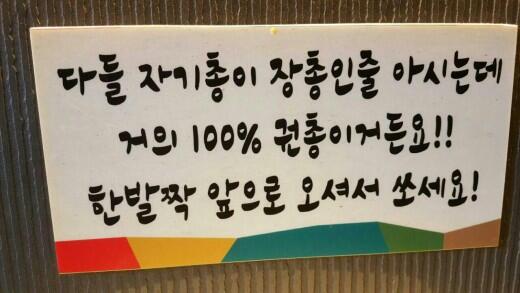 다들 자기총이 장총인줄 아시는데
거의 100% 권총이거든요!!
한발짝 앞으로 오셔서 쏘세요!